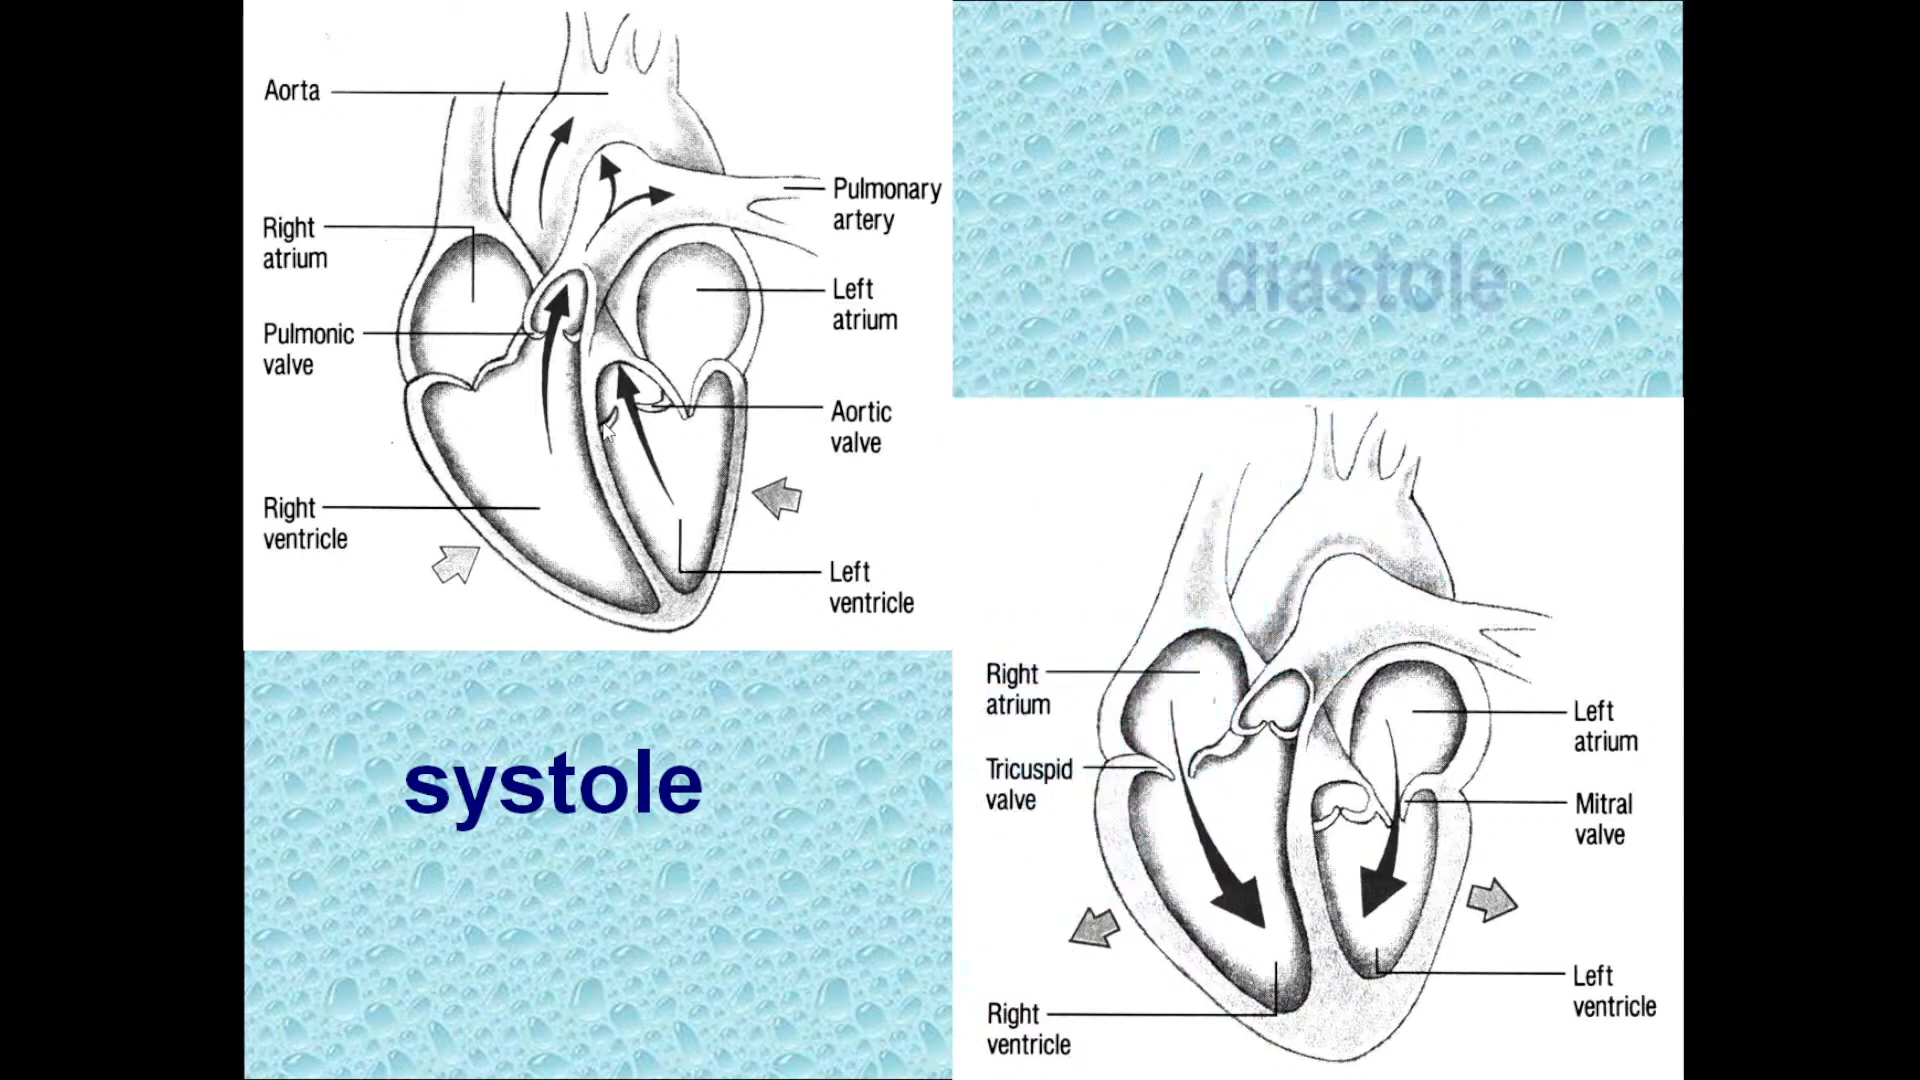 Aorta
Pulmonary
artery
Right
atrium
Left
atrium
Pulmonic
valve
Aortic
valve
Right
ventricle
Left
ventricle
systole
diastole
Right
atrium
Left
atrium
Tricuspid
valve
Mitral
valve
Left
ventricle
Right
ventricle